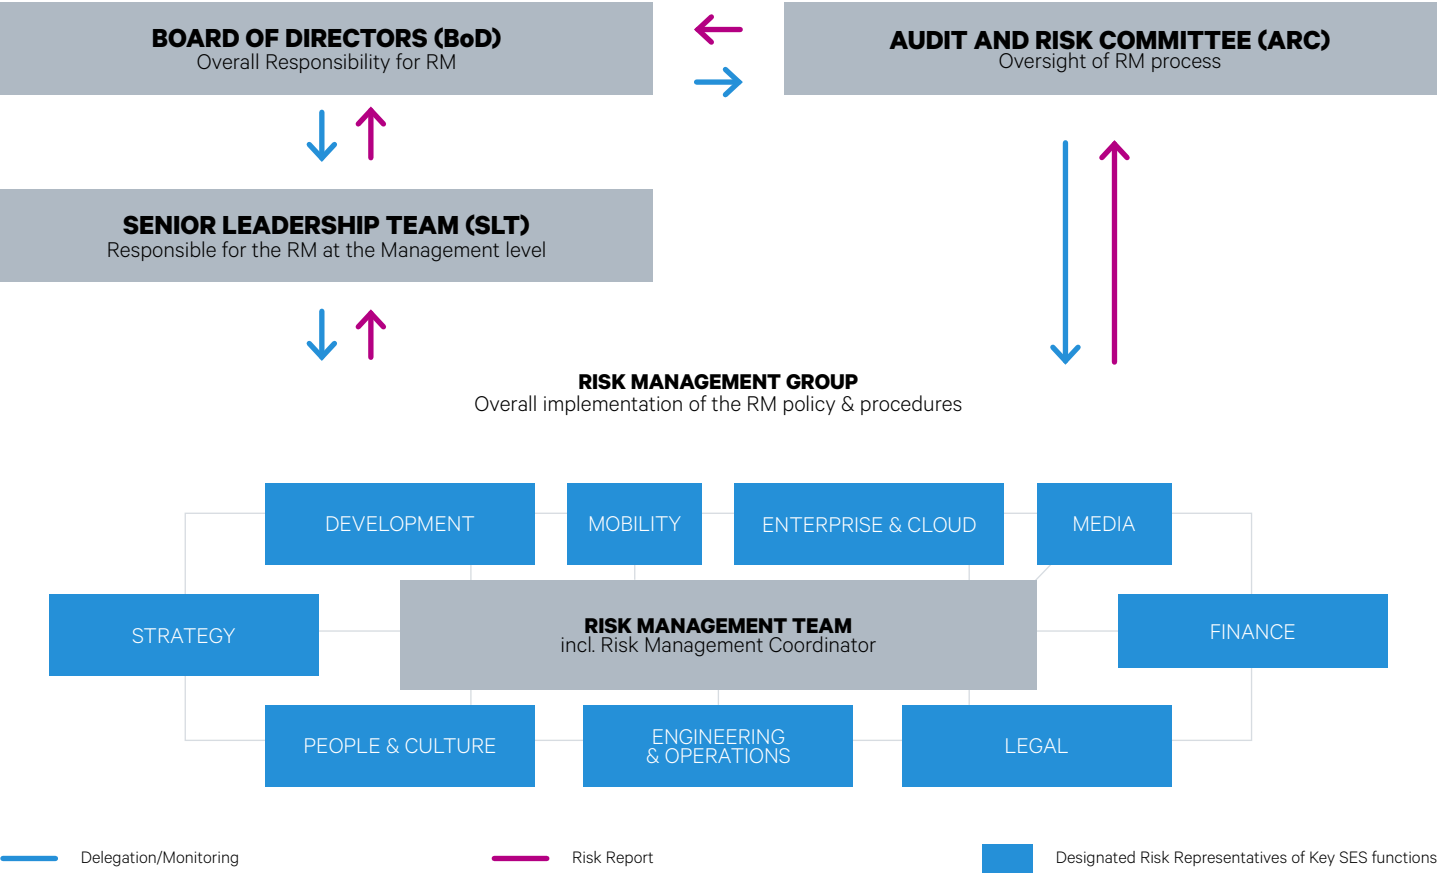 BOARD OF DIRECTORS (BoD)
Overall Responsibility for RM
AUDIT AND RISK COMMITTEE (ARC)
Oversight of RM process
SENIOR LEADERSHIP TEAM (SLT)
Responsible for the RM at the Management level
RISK MANAGEMENT GROUP
Overall implementation of the RM policy & procedures
DEVELOPMENT
MOBILITY
ENTERPRISE & CLOUD
MEDIA
STRATEGY
RISK MANAGEMENT TEAM
incl. Risk Management Coordinator
FINANCE
PEOPLE & CULTURE
ENGINEERING
& OPERATIONS
LEGAL
Delegation/Monitoring
Risk Report
Designated Risk Representatives of Key SES functions